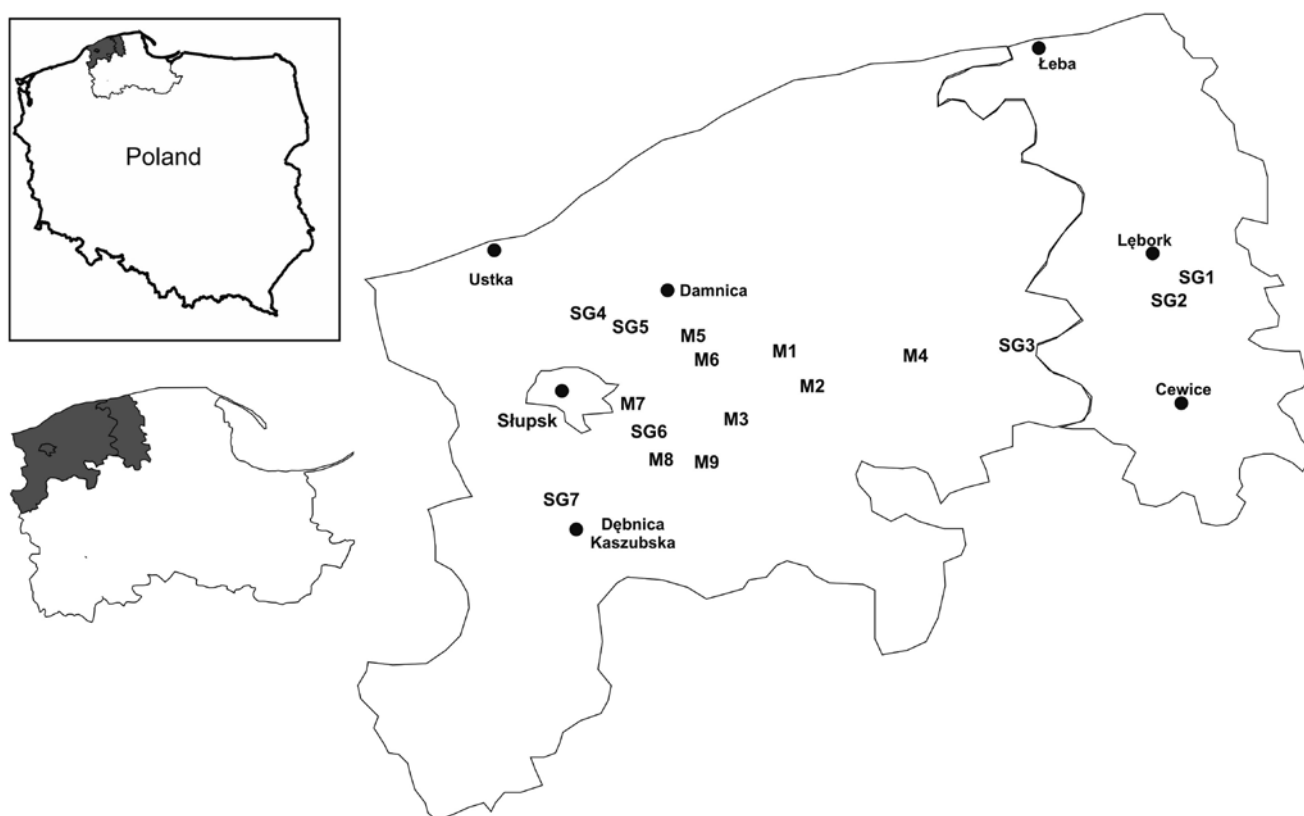 Poland
Łeba
Lębork
Ustka
SG1
Damnica
SG2
SG4
SG5
M5
SG3
M1
M4
M6
M2
Cewice
M7
Słupsk
M3
SG6
M8
M9
SG7
Dębnica
Kaszubska